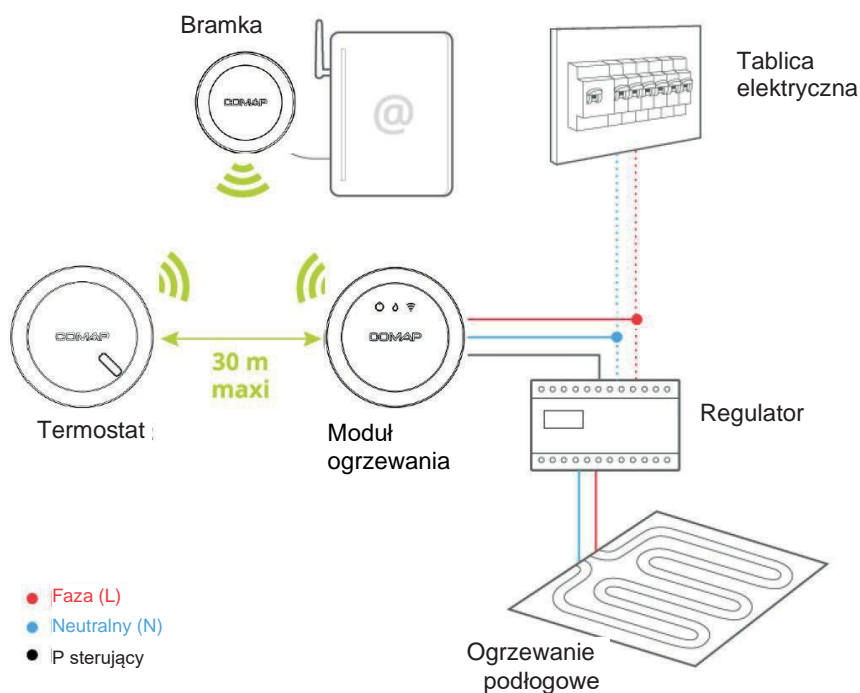 Bramka
COMAP
@
Tablica
elektryczna
COMAP
30 m
maxi
COMAP
Termostat
Moduł
ogrzewania
Regulator
Faza (L)
Neutralny (N)
P sterujący
Ogrzewanie
podłogowe